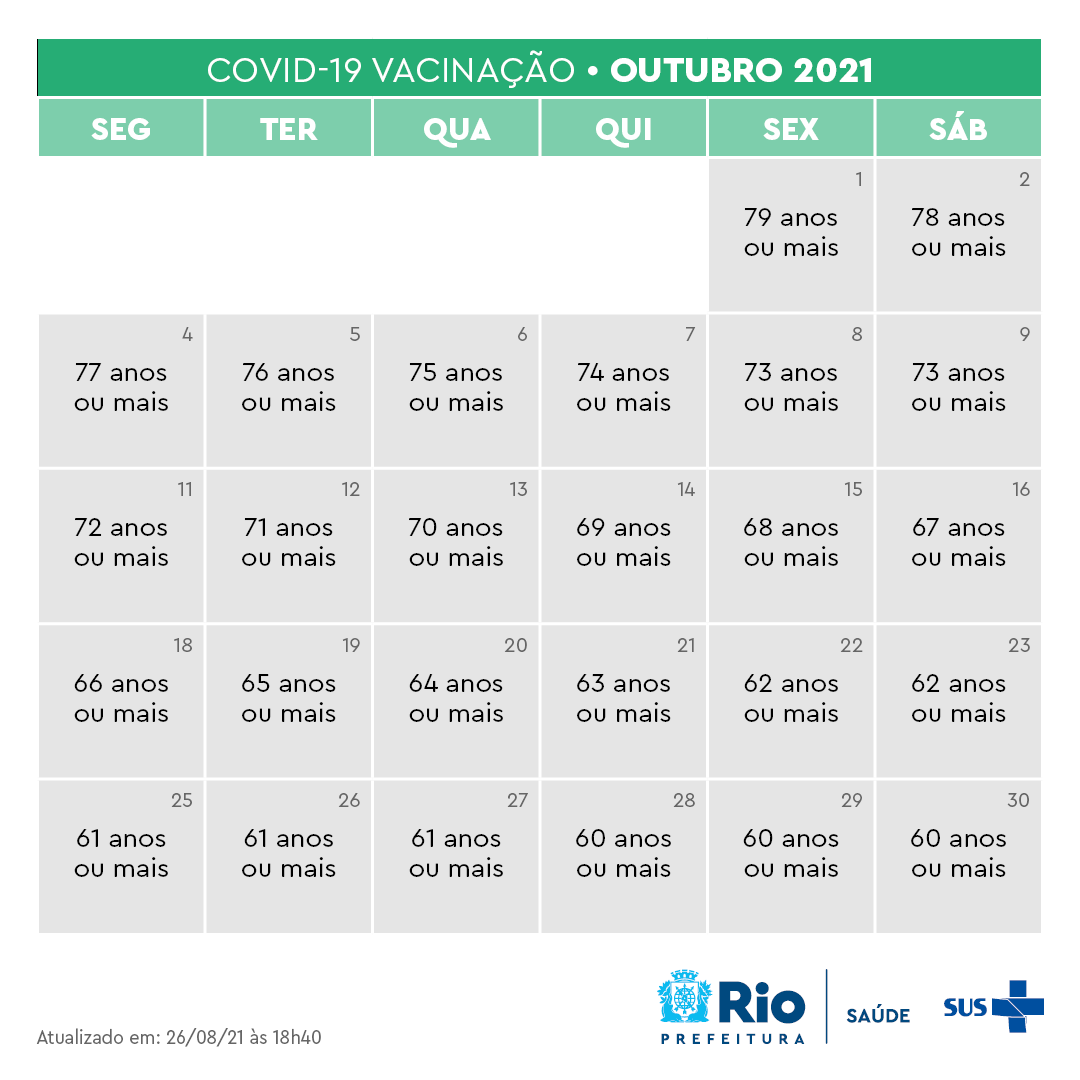 COVID-19 VACINAÇÃO • OUTUBRO 2021
SEG TER QUA QUI SEX SÁB
1 2
79 anos 78 anos
ou mais ou mais
4 5 6 7 8 9
77 anos 76 anos 75 anos 74 anos 73 anos 73 anos
ou mais ou mais ou mais ou mais ou mais ou mais
11 12 13 14 15 16
72 anos 71 anos 70 anos 69 anos 68 anos 67 anos
ou mais ou mais ou mais ou mais ou mais ou mais
18 19 20 21 22 23
66 anos 65 anos 64 anos 63 anos 62 anos 62 anos
ou mais ou mais ou mais ou mais ou mais ou mais
25 26 27 28 29 30
61 anos 61 anos 61 anos 60 anos 60 anos 60 anos
ou mais ou mais ou mais ou mais ou mais ou mais
Atualizado em: 26/08/21 às 18h40
Rio
PREFEITURA
SAÚDE
SUS